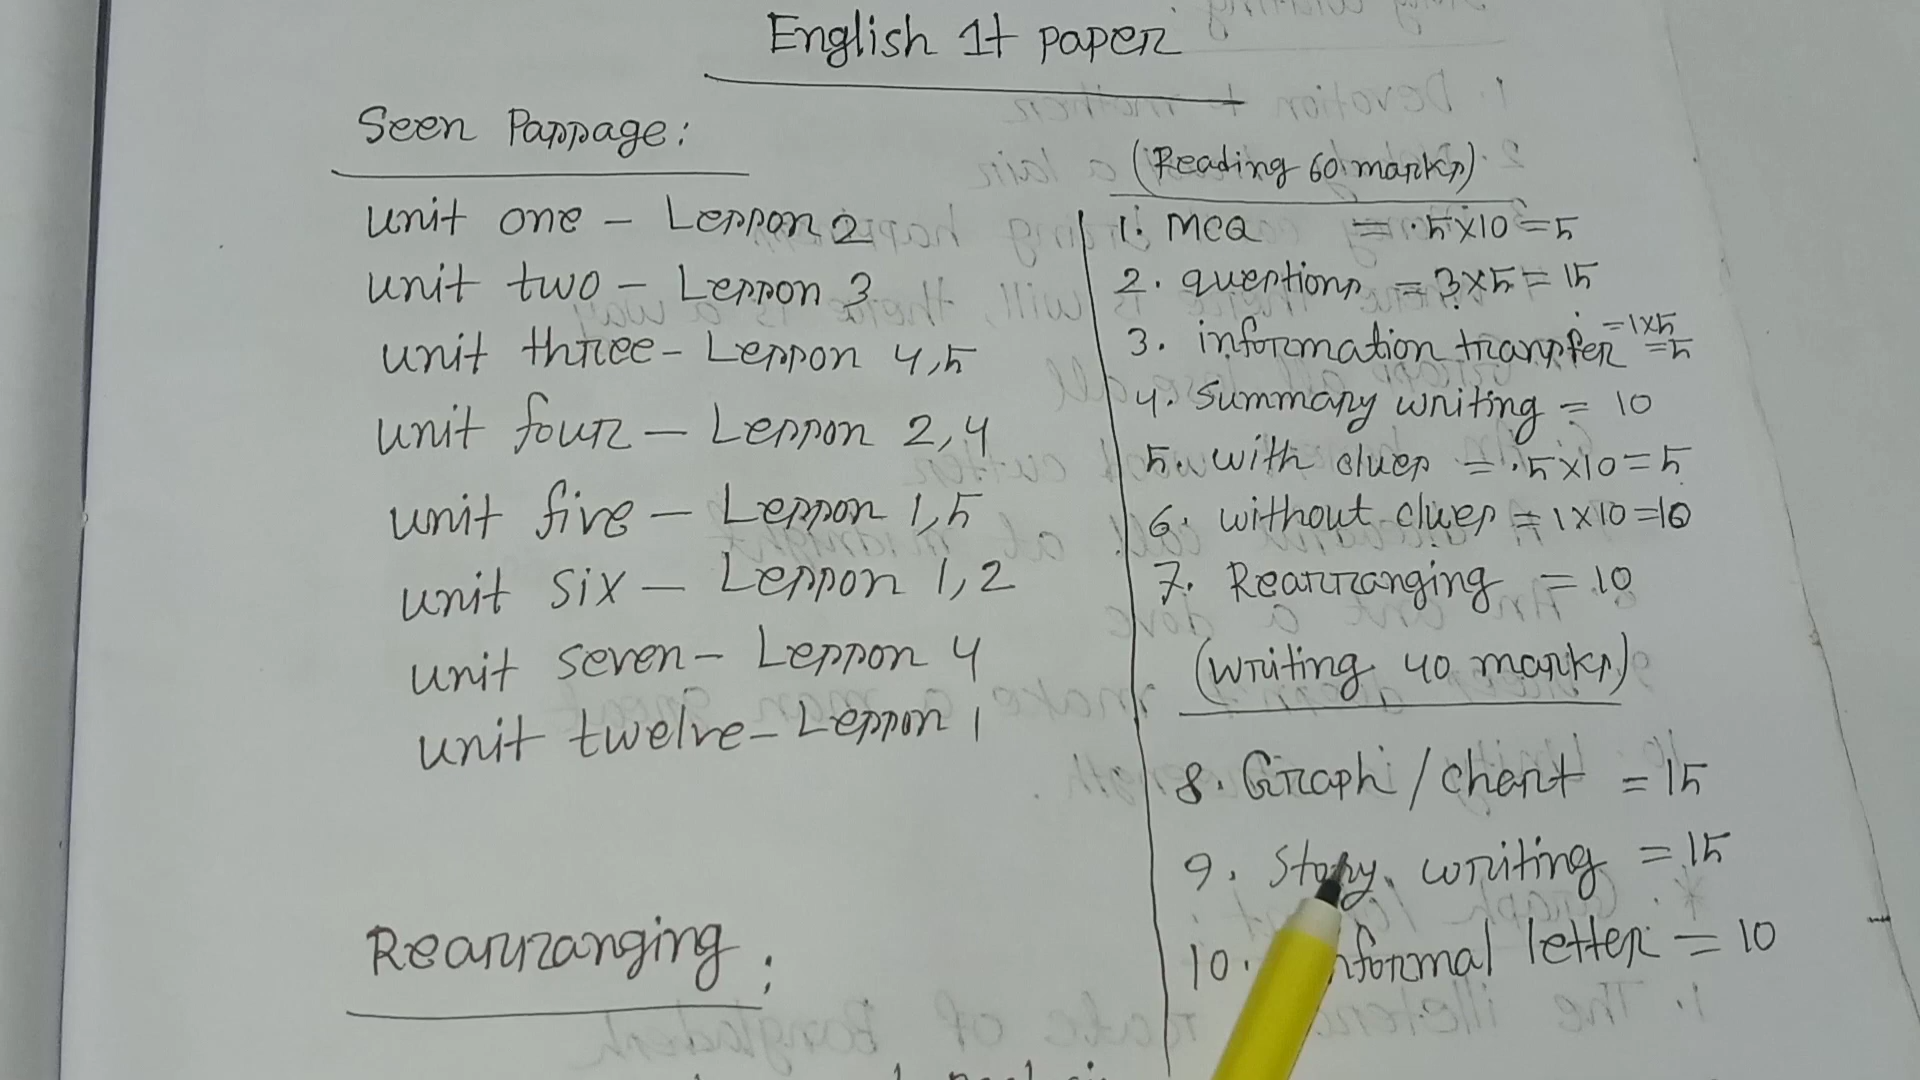 English 1t paper
Seen Passage:
unit one - Lesson 2
unit two - Lesson 3
unit three - Lesson 4,5
unit four - Lesson 2,4
unit five - Lesson 1,5
unit six - Lesson 1,2
unit seven - Lesson 4
unit twelve - Lesson 1
Rearranging:
(Reading 60 marks)
1. MCQ = .5x10=5
2. questions = 3x5=15
3. information transfer =1x5
=5
4. Summary writing = 10
5. with clues = .5x10=5
6. without clues = 1x10=10
7. Rearranging = 10
(writing 40 marks)
8. Graph/chart = 15
9. Story writing = 15
10. informal letter = 10